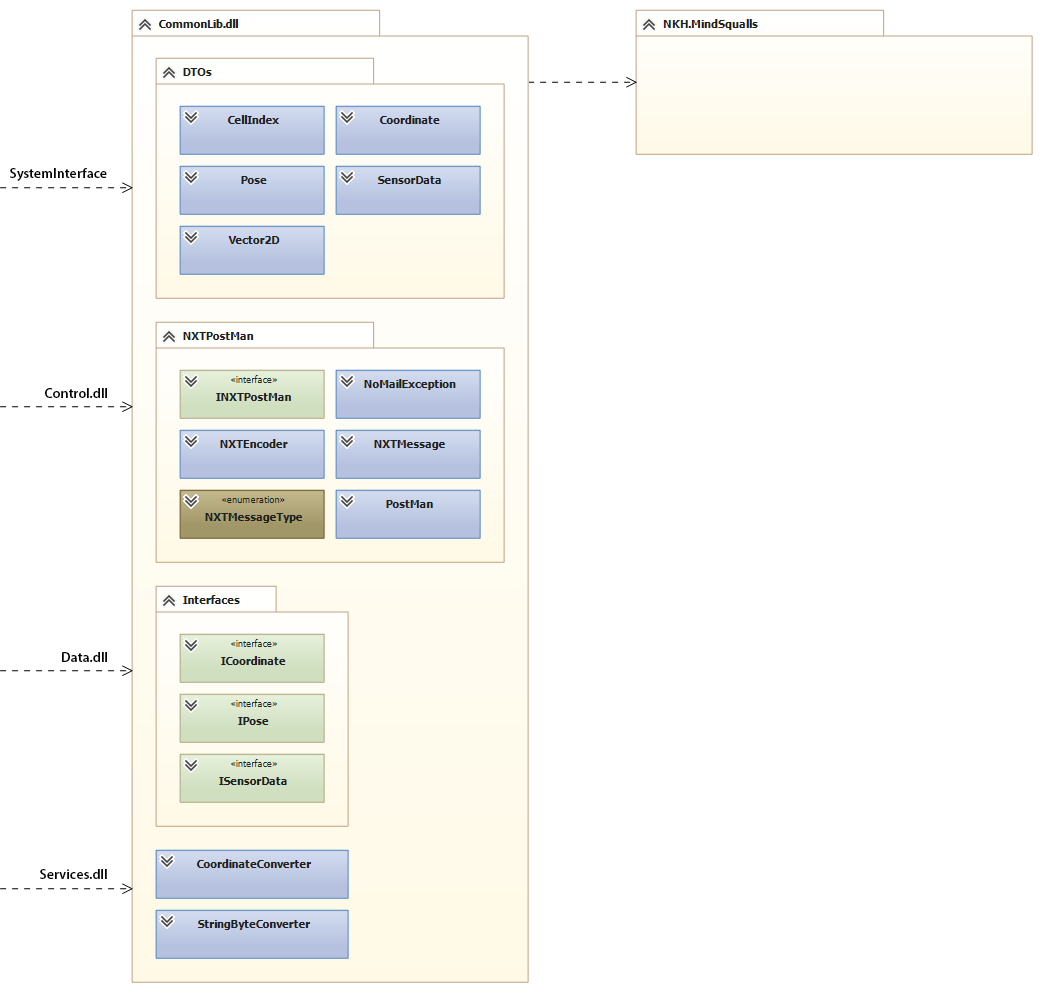 CommonLib.dll
NKH.MindSqualls
DTOs
CellIndex
Coordinate
SystemInterface
Pose
SensorData
Vector2D
NXTPostMan
«interface»
INXTPostMan
NoMailException
Control.dll
NXTEncoder
NXTMessage
«enumeration»
NXTMessageType
PostMan
Interfaces
«interface»
ICoordinate
Data.dll
«interface»
IPose
«interface»
ISensorData
CoordinateConverter
Services.dll
StringByteConverter